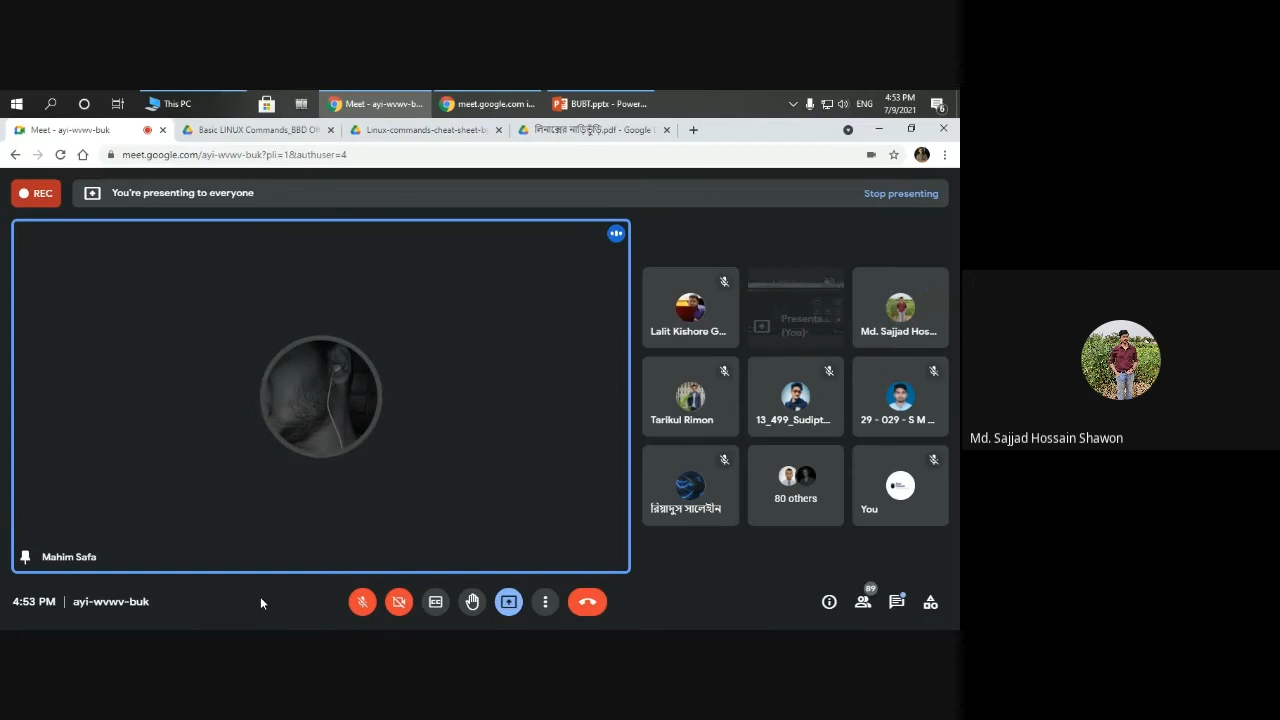 This PC
Meet - ayi-wvwv-b...
meet.google.com i...
BUBT.pptx - Power...
ENG
4:53 PM
7/9/2021
6
Meet - ayi-wvwv-buk
Basic LINUX Commands_BBD Of
Linux-commands-cheat-sheet-b
লিনাক্সের নাড়িভুঁড়ি.pdf - Google
meet.google.com/ayi-wvwv-buk?pli=1&authuser=4
REC
You're presenting to everyone
Stop presenting
Lalit Kishore G...
Presenta...
(You)
Md. Sajjad Hos...
Tarikul Rimon
13_499_Sudipt...
29 - 029 - S M ...
রিয়াদুস সালেহীন
80 others
You
Mahim Safa
Md. Sajjad Hossain Shawon
4:53 PM | ayi-wvwv-buk
89